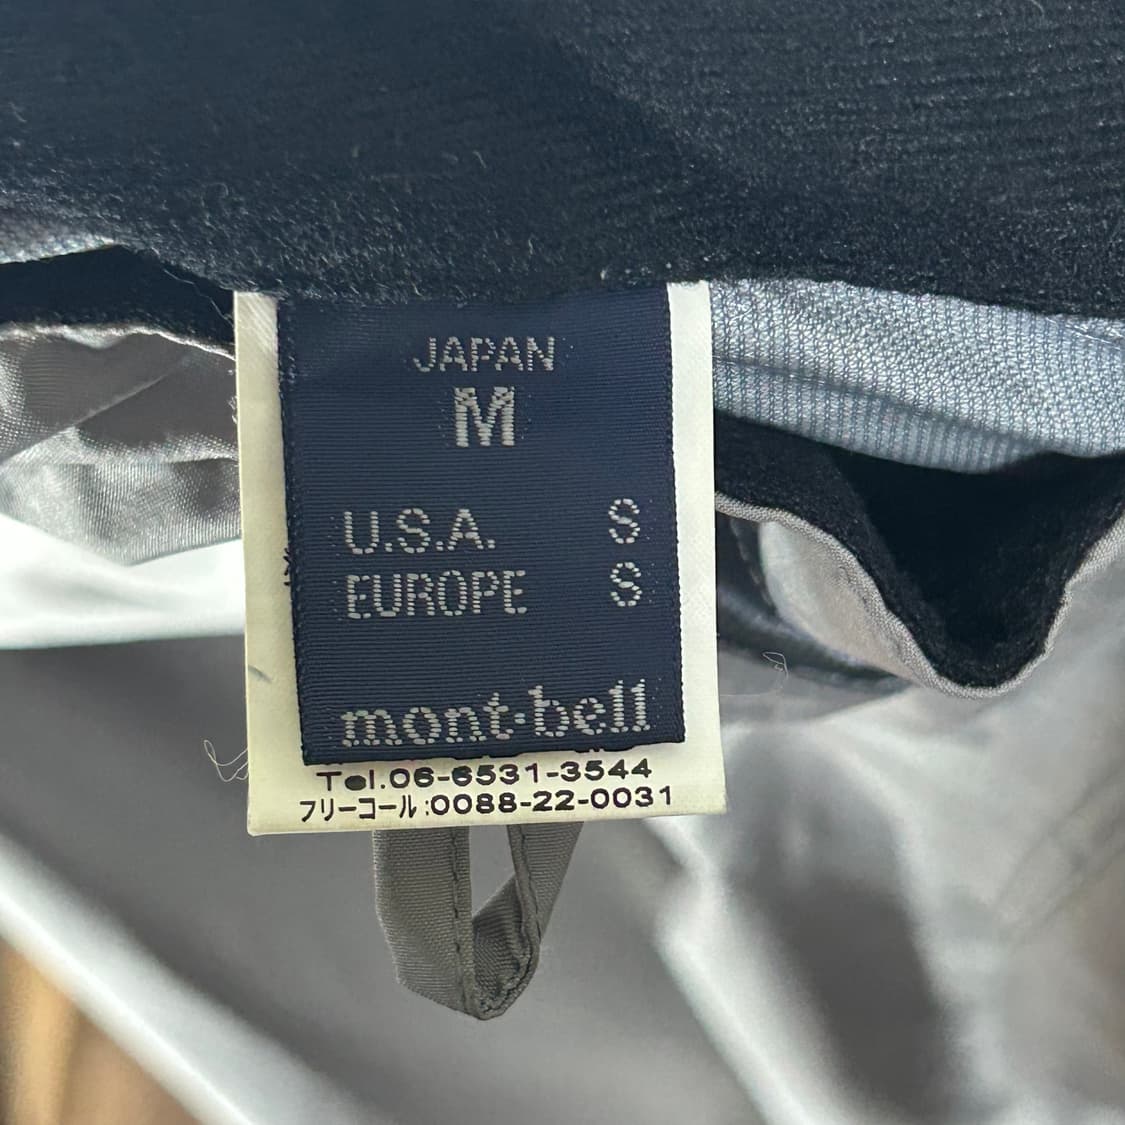 JAPAN
M
U.S.A. S
EUROPE S
mont-bell
Tel.06-6531-3544
フリーコール:0088-22-0031